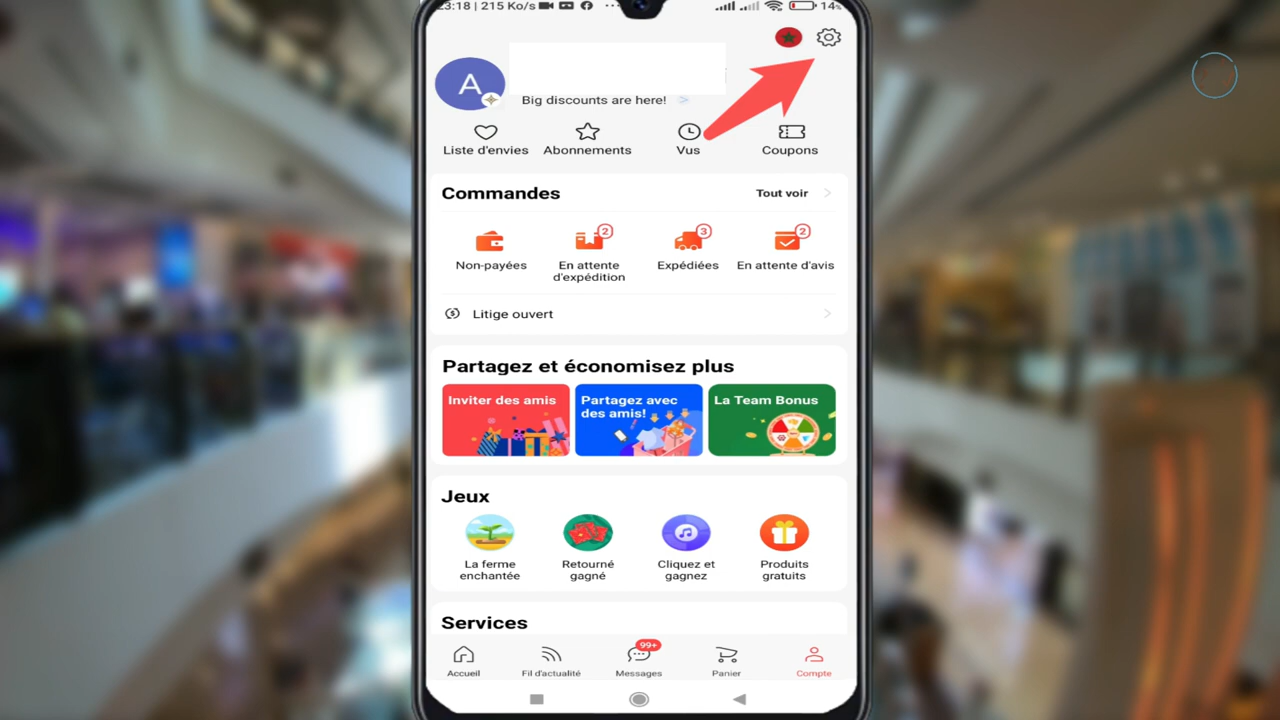 23:18 | 215 Ko/s
14%
A
Big discounts are here! >
Liste d'envies
Abonnements
Vus
Coupons
Commandes
Tout voir
2
3
2
Non-payées
En attente
d'expédition
Expédiées
En attente d'avis
Litige ouvert
Partagez et économisez plus
Inviter des amis
Partagez avec
des amis!
La Team Bonus
Jeux
La ferme
enchantée
Retourné
gagné
Cliquez et
gagnez
Produits
gratuits
Services
99+
Accueil
Fil d'actualité
Messages
Panier
Compte